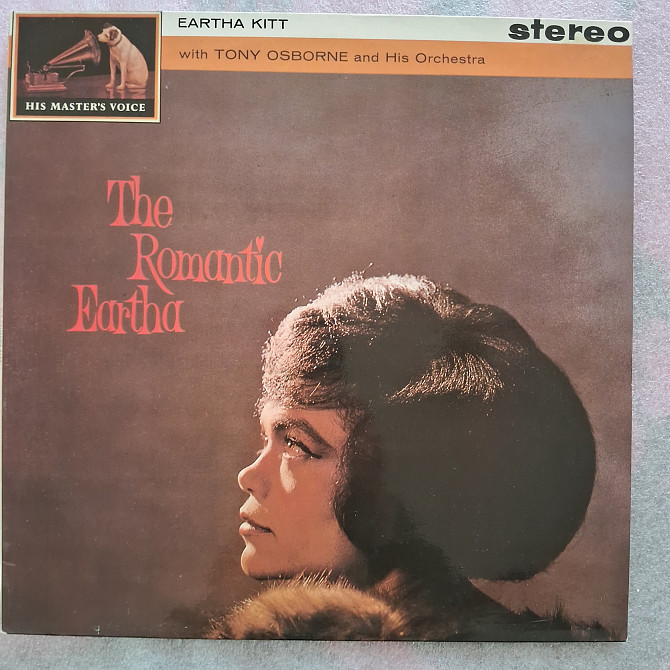 EARTHA KITT
stereo
with TONY OSBORNE and His Orchestra
HIS MASTER'S VOICE
The
Romantic
Eartha